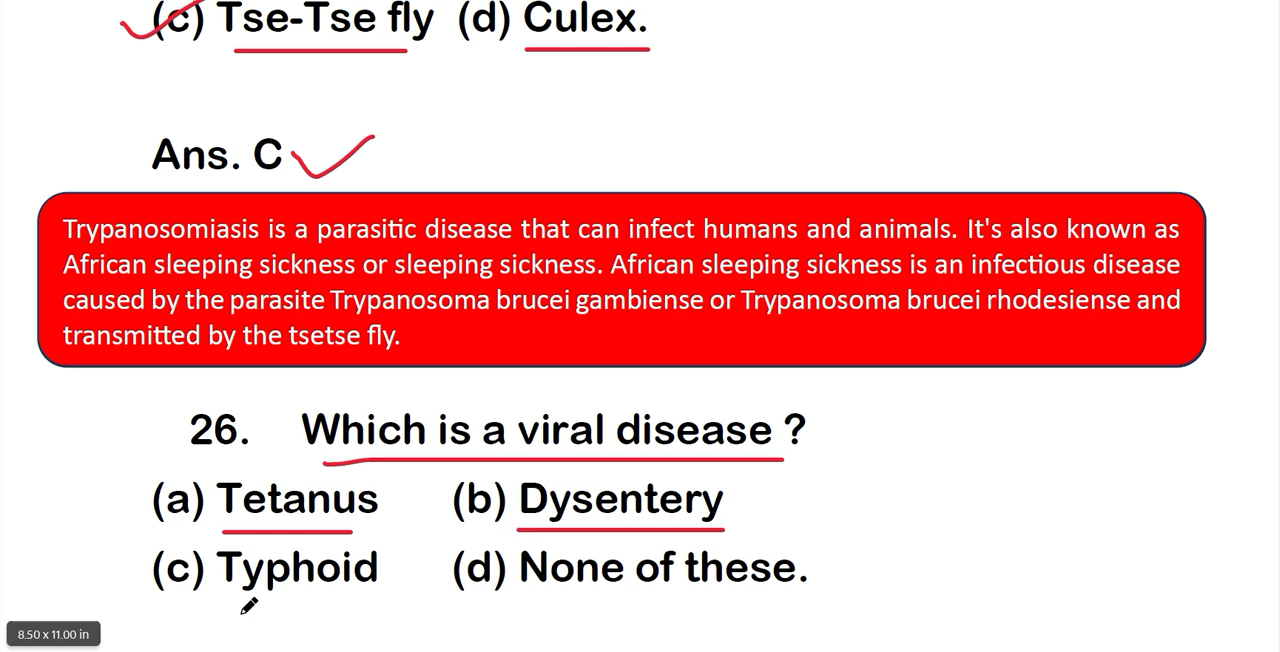 (c) Tse-Tse fly (d) Culex.
Ans. C
Trypanosomiasis is a parasitic disease that can infect humans and animals. It's also known as
African sleeping sickness or sleeping sickness. African sleeping sickness is an infectious disease
caused by the parasite Trypanosoma brucei gambiense or Trypanosoma brucei rhodesiense and
transmitted by the tsetse fly.
26. Which is a viral disease ?
(a) Tetanus (b) Dysentery
(c) Typhoid (d) None of these.
8.50 x 11.00 in